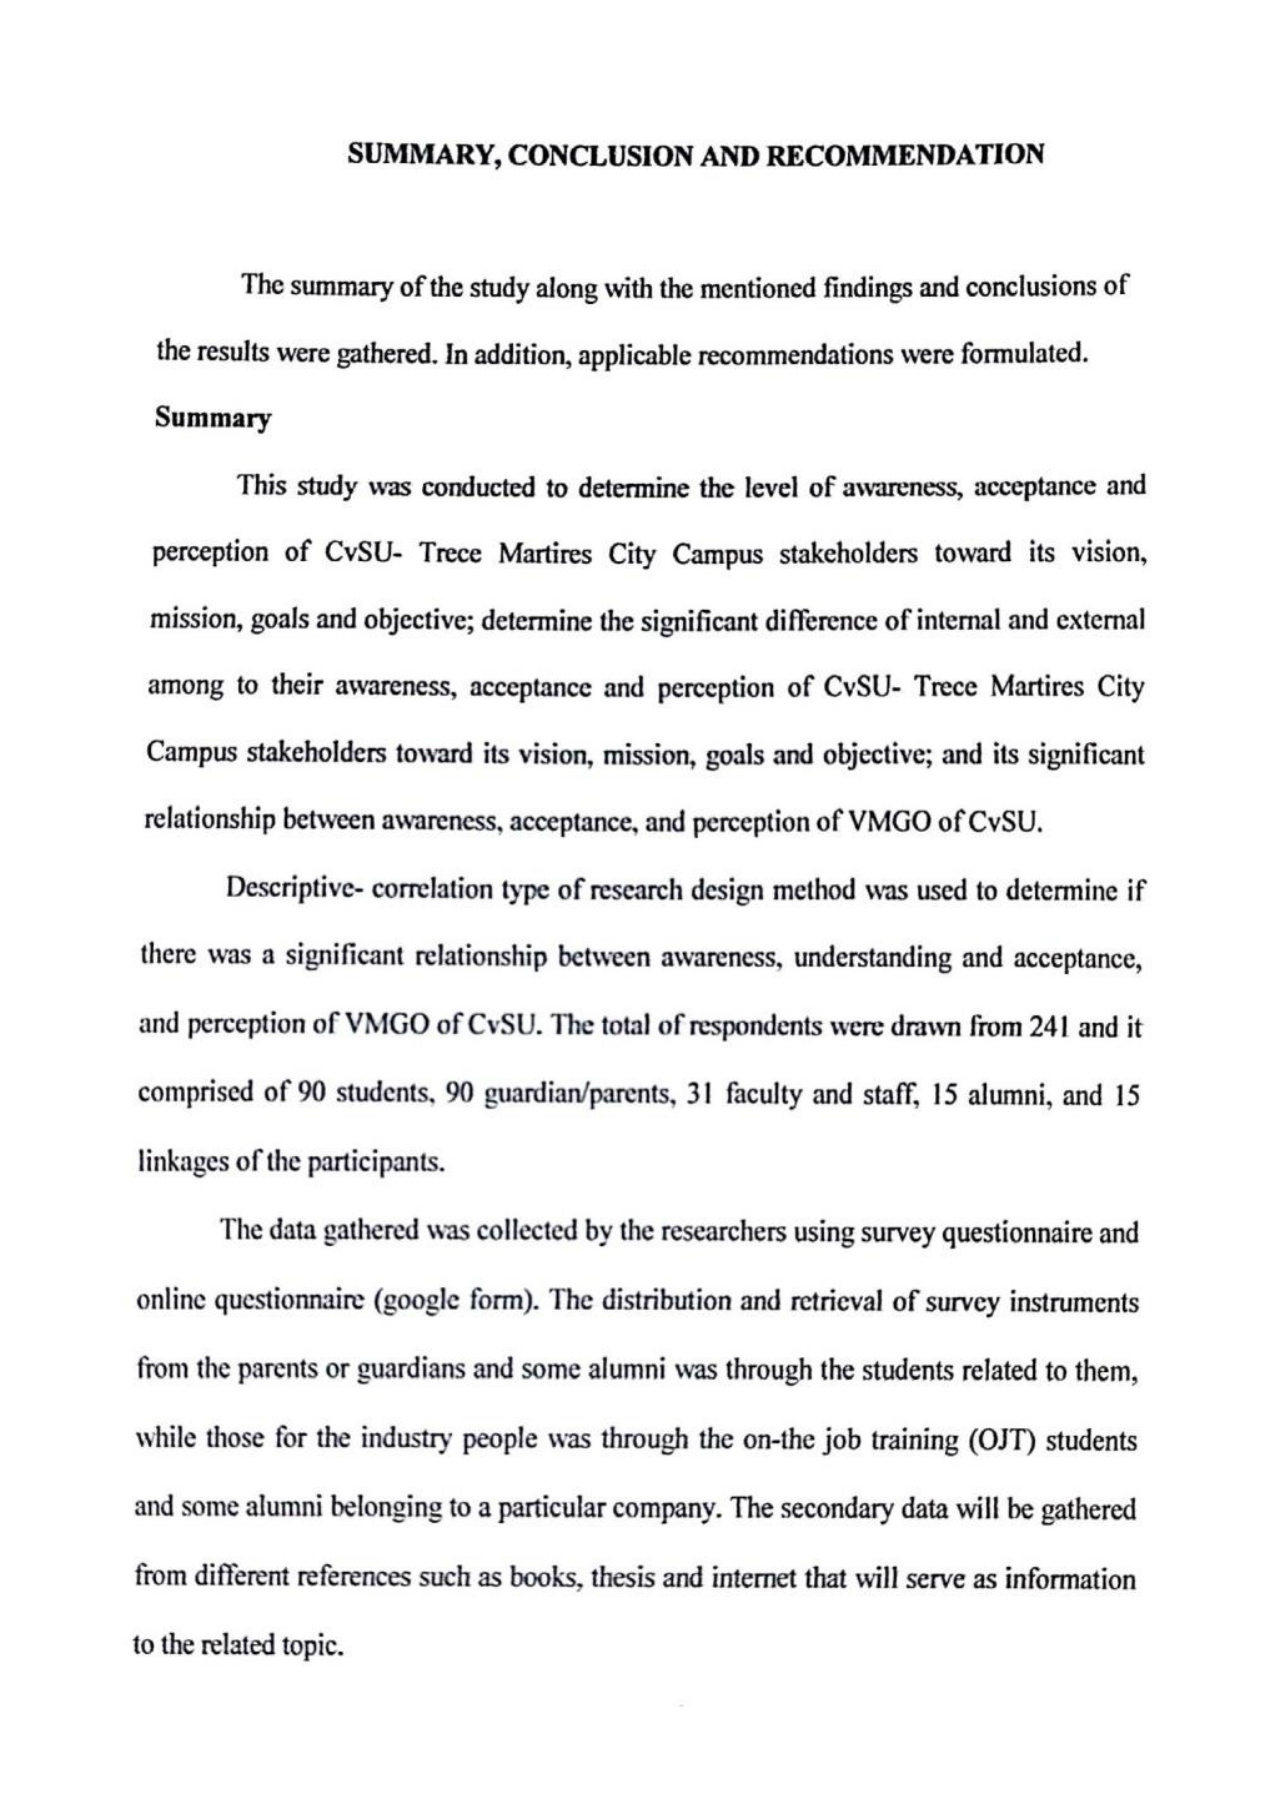 SUMMARY, CONCLUSION AND RECOMMENDATION
The summary of the study along with the mentioned findings and conclusions of
the results were gathered. In addition, applicable recommendations were formulated.
Summary
This study was conducted to determine the level of awareness, acceptance and
perception of CvSU- Trece Martires City Campus stakeholders toward its vision,
mission, goals and objective; determine the significant difference of internal and external
among to their awareness, acceptance and perception of CvSU- Trece Martires City
Campus stakeholders toward its vision, mission, goals and objective; and its significant
relationship between awareness, acceptance, and perception of VMGO of CvSU.
Descriptive- correlation type of research design method was used to determine if
there was a significant relationship between awareness, understanding and acceptance,
and perception of VMGO of CvSU. The total of respondents were drawn from 241 and it
comprised of 90 students, 90 guardian/parents, 31 faculty and staff, 15 alumni, and 15
linkages of the participants.
The data gathered was collected by the researchers using survey questionnaire and
online questionnaire (google form). The distribution and retrieval of survey instruments
from the parents or guardians and some alumni was through the students related to them,
while those for the industry people was through the on-the job training (OJT) students
and some alumni belonging to a particular company. The secondary data will be gathered
from different references such as books, thesis and internet that will serve as information
to the related topic.